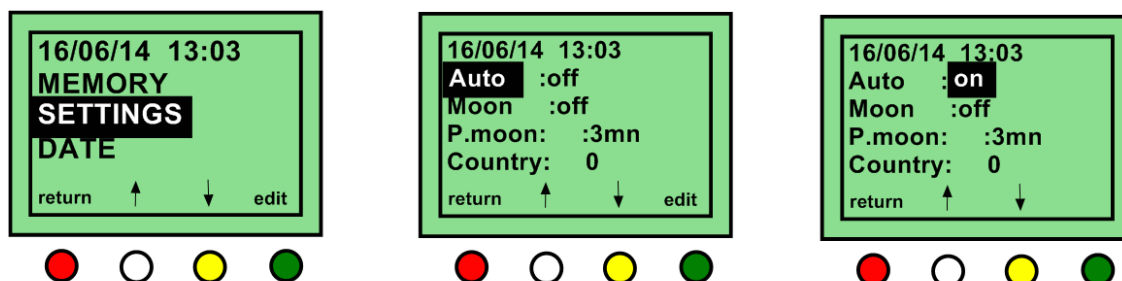 16/06/14 13:03
MEMORY
SETTINGS
DATE
return edit
16/06/14 13:03
Auto :off
Moon :off
P.moon: :3mn
Country: 0
return edit
16/06/14 13:03
Auto : on
Moon :off
P.moon: :3mn
Country: 0
return